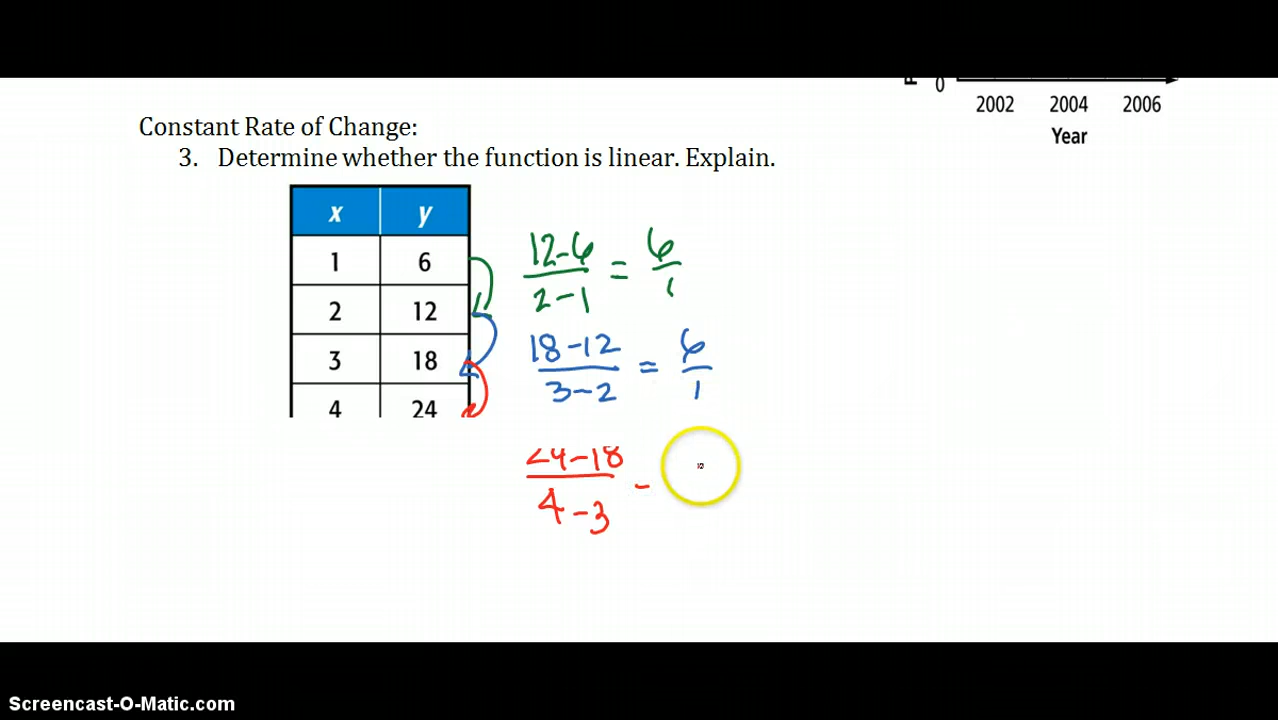 0
2002 2004 2006
Year
Constant Rate of Change:
3. Determine whether the function is linear. Explain.
x y
1 6
2 12
3 18
4 24
12-6 / 2-1 = 6/1
18-12 / 3-2 = 6/1
24-18 / 4-3 -
Screencast-O-Matic.com